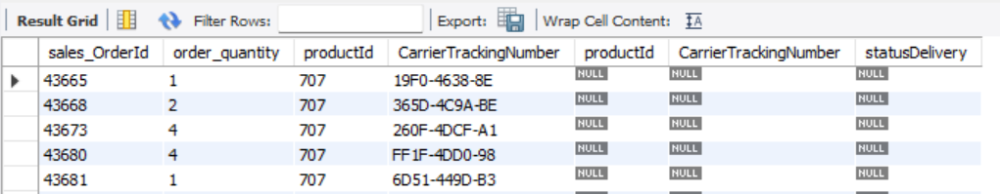 Result Grid Filter Rows: Export: Wrap Cell Content: IA
sales_OrderId order_quantity productId CarrierTrackingNumber productId CarrierTrackingNumber statusDelivery
43665 1 707 19F0-4638-8E NULL NULL NULL
43668 2 707 365D-4C9A-BE NULL NULL NULL
43673 4 707 260F-4DCF-A1 NULL NULL NULL
43680 4 707 FF1F-4DD0-98 NULL NULL NULL
43681 1 707 6D51-449D-B3 NULL NULL NULL